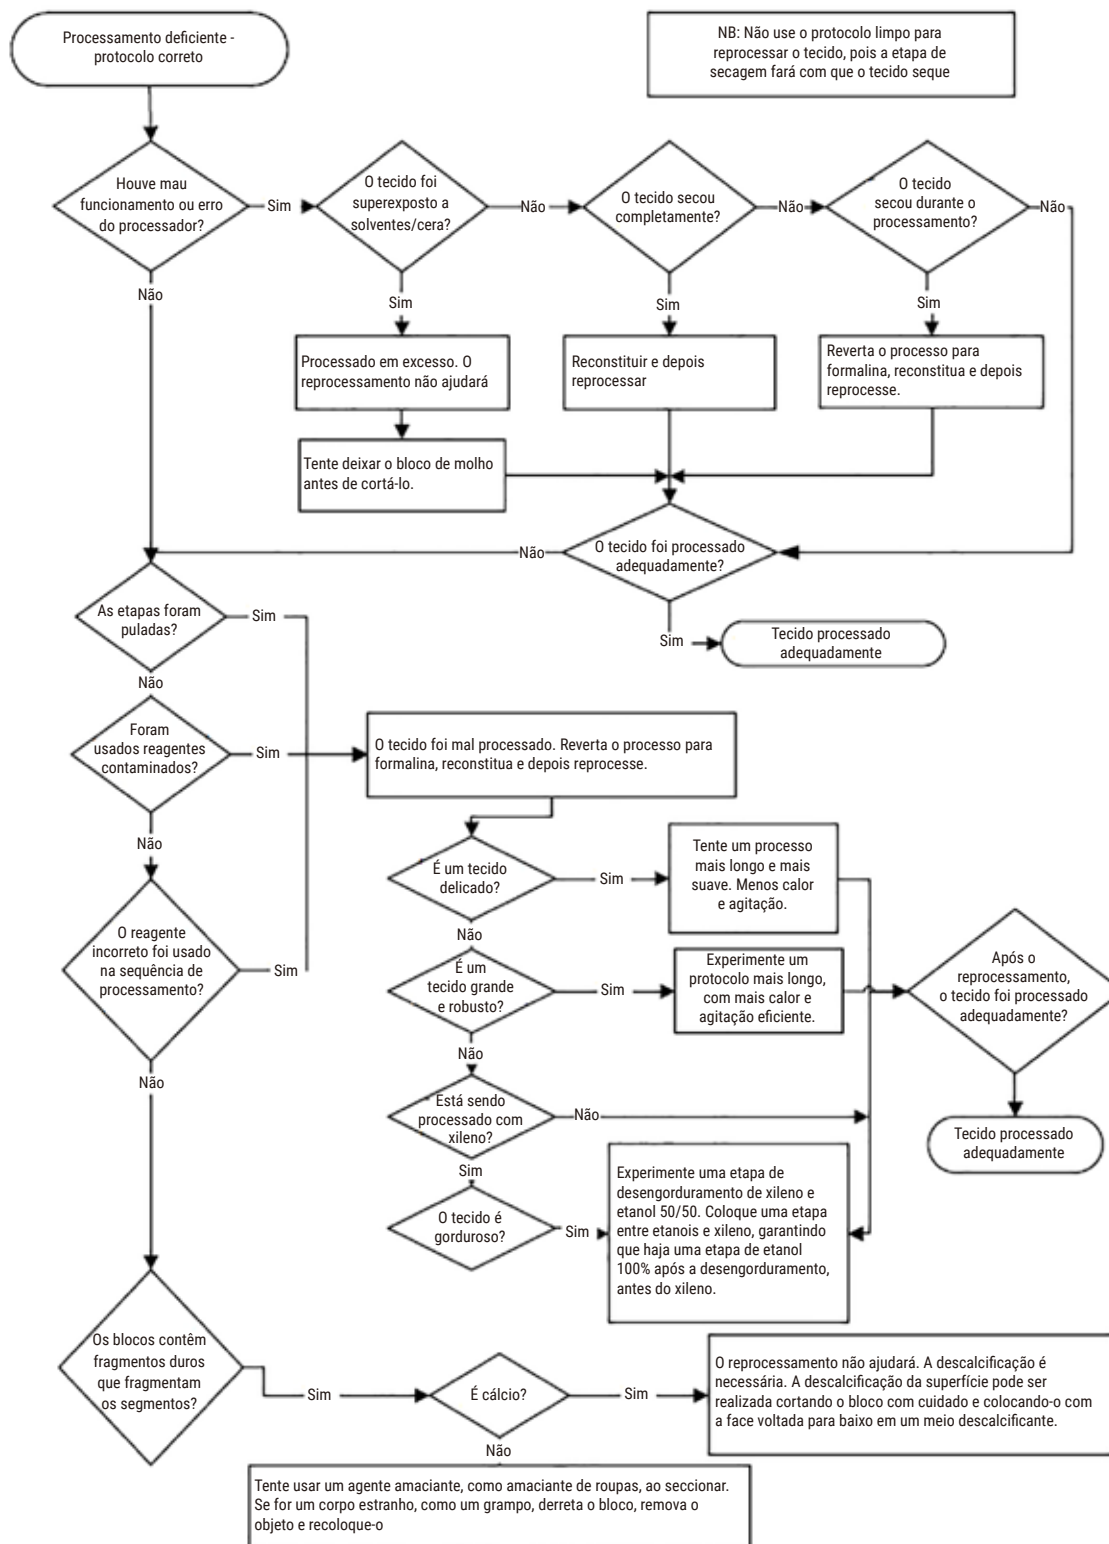 Processamento deficiente -
protocolo correto
NB: Não use o protocolo limpo para
reprocessar o tecido, pois a etapa de
secagem fará com que o tecido seque
Houve mau
funcionamento ou erro
do processador?
Sim
O tecido foi
superexposto a
solventes/cera?
Não
O tecido secou
completamente?
Não
O tecido
secou durante o
processamento?
Não
Não
Sim
Sim
Sim
Processado em excesso. O
reprocessamento não ajudará
Reconstituir e depois
reprocessar
Reverta o processo para
formalina, reconstitua e depois
reprocesse.
Tente deixar o bloco de molho
antes de cortá-lo.
O tecido foi processado
adequadamente?
Não
Sim
Tecido processado
adequadamente
As etapas foram
puladas?
Sim
Não
Foram
usados reagentes
contaminados?
Sim
O tecido foi mal processado. Reverta o processo para
formalina, reconstitua e depois reprocesse.
Não
O reagente
incorreto foi usado
na sequência de
processamento?
Sim
Não
É um tecido
delicado?
Sim
Tente um processo
mais longo e mais
suave. Menos calor
e agitação.
Não
É um
tecido grande
e robusto?
Sim
Experimente um
protocolo mais longo,
com mais calor e
agitação eficiente.
Após o
reprocessamento,
o tecido foi processado
adequadamente?
Não
Está sendo
processado com
xileno?
Não
Tecido processado
adequadamente
Sim
O tecido é
gorduroso?
Sim
Experimente uma etapa de
desengorduramento de xileno e
etanol 50/50. Coloque uma etapa
entre etanois e xileno, garantindo
que haja uma etapa de etanol
100% após a desengorduramento,
antes do xileno.
Os blocos contêm
fragmentos duros
que fragmentam
os segmentos?
Sim
É cálcio?
Sim
O reprocessamento não ajudará. A descalcificação é
necessária. A descalcificação da superfície pode ser
realizada cortando o bloco com cuidado e colocando-o com
a face voltada para baixo em um meio descalcificante.
Não
Tente usar um agente amaciante, como amaciante de roupas, ao seccionar.
Se for um corpo estranho, como um grampo, derreta o bloco, remova o
objeto e recoloque-o